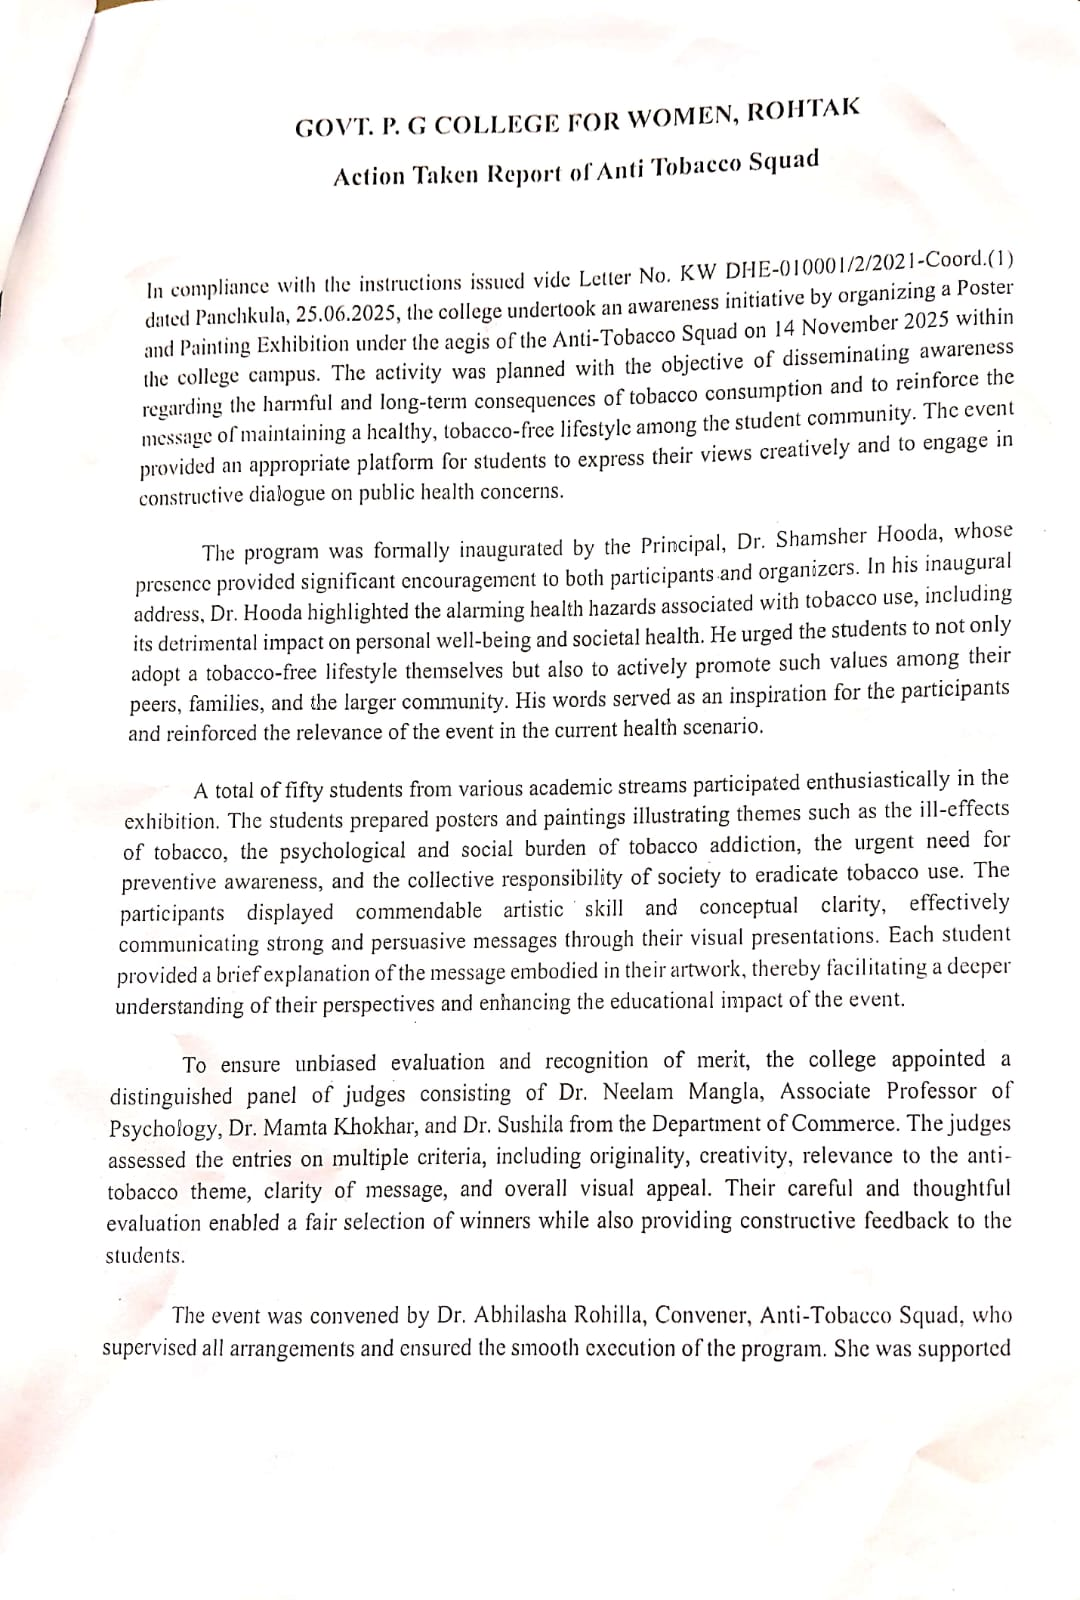 GOVT. P. G COLLEGE FOR WOMEN, ROHTAK
Action Taken Report of Anti Tobacco Squad
In compliance with the instructions issued vide Letter No. KW DHE-010001/2/2021-Coord.(1)
dated Panchkula, 25.06.2025, the college undertook an awareness initiative by organizing a Poster
and Painting Exhibition under the aegis of the Anti-Tobacco Squad on 14 November 2025 within
the college campus. The activity was planned with the objective of disseminating awareness
regarding the harmful and long-term consequences of tobacco consumption and to reinforce the
message of maintaining a healthy, tobacco-free lifestyle among the student community. The event
provided an appropriate platform for students to express their views creatively and to engage in
constructive dialogue on public health concerns.
The program was formally inaugurated by the Principal, Dr. Shamsher Hooda, whose
presence provided significant encouragement to both participants and organizers. In his inaugural
address, Dr. Hooda highlighted the alarming health hazards associated with tobacco use, including
its detrimental impact on personal well-being and societal health. He urged the students to not only
adopt a tobacco-free lifestyle themselves but also to actively promote such values among their
peers, families, and the larger community. His words served as an inspiration for the participants
and reinforced the relevance of the event in the current health scenario.
A total of fifty students from various academic streams participated enthusiastically in the
exhibition. The students prepared posters and paintings illustrating themes such as the ill-effects
of tobacco, the psychological and social burden of tobacco addiction, the urgent need for
preventive awareness, and the collective responsibility of society to eradicate tobacco use. The
participants displayed commendable artistic skill and conceptual clarity, effectively
communicating strong and persuasive messages through their visual presentations. Each student
provided a brief explanation of the message embodied in their artwork, thereby facilitating a deeper
understanding of their perspectives and enhancing the educational impact of the event.
To ensure unbiased evaluation and recognition of merit, the college appointed a
distinguished panel of judges consisting of Dr. Neelam Mangla, Associate Professor of
Psychology, Dr. Mamta Khokhar, and Dr. Sushila from the Department of Commerce. The judges
assessed the entries on multiple criteria, including originality, creativity, relevance to the anti-
tobacco theme, clarity of message, and overall visual appeal. Their careful and thoughtful
evaluation enabled a fair selection of winners while also providing constructive feedback to the
students.
The event was convened by Dr. Abhilasha Rohilla, Convener, Anti-Tobacco Squad, who
supervised all arrangements and ensured the smooth execution of the program. She was supported